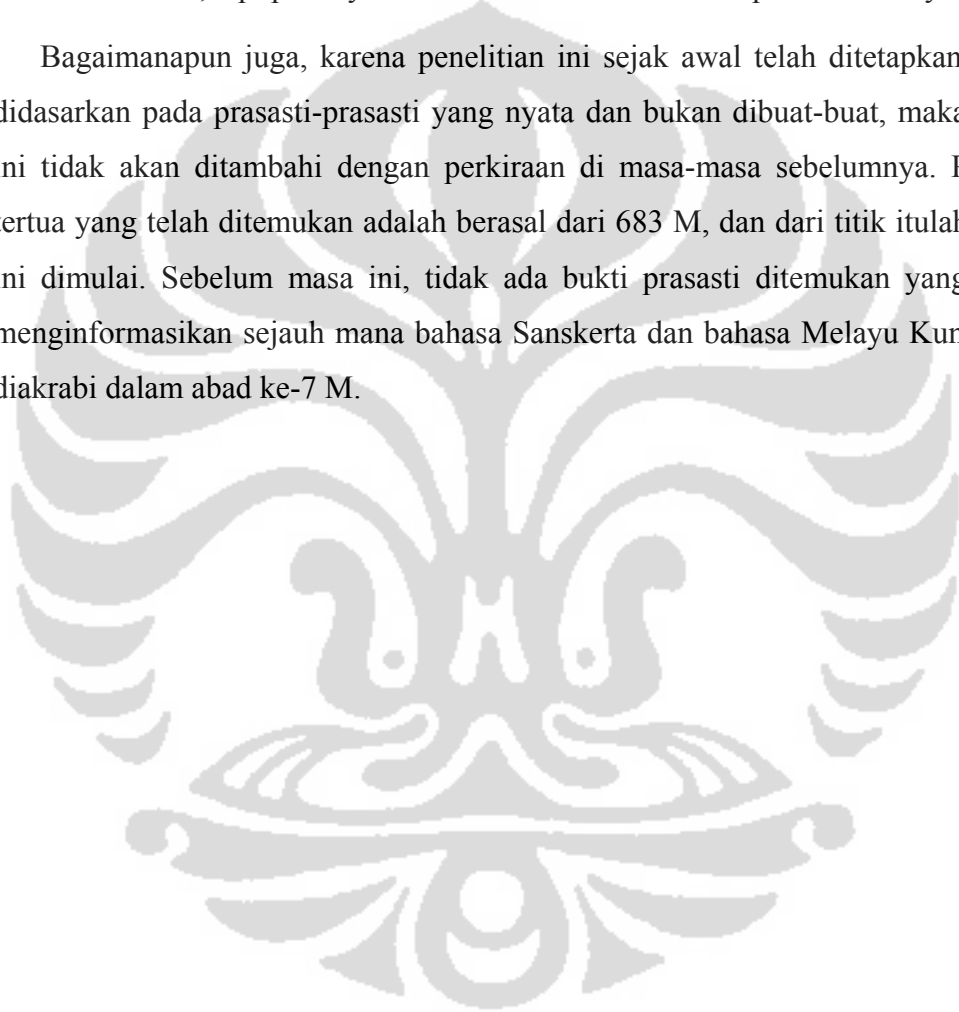 Bagaimanapun juga, karena penelitian ini sejak awal telah ditetapkan
didasarkan pada prasasti-prasasti yang nyata dan bukan dibuat-buat, maka
ini tidak akan ditambahi dengan perkiraan di masa-masa sebelumnya.
tertua yang telah ditemukan adalah berasal dari 683 M, dan dari titik itulah
ini dimulai. Sebelum masa ini, tidak ada bukti prasasti ditemukan yang
menginformasikan sejauh mana bahasa Sanskerta dan bahasa Melayu Kun
diakrabi dalam abad ke-7 M.